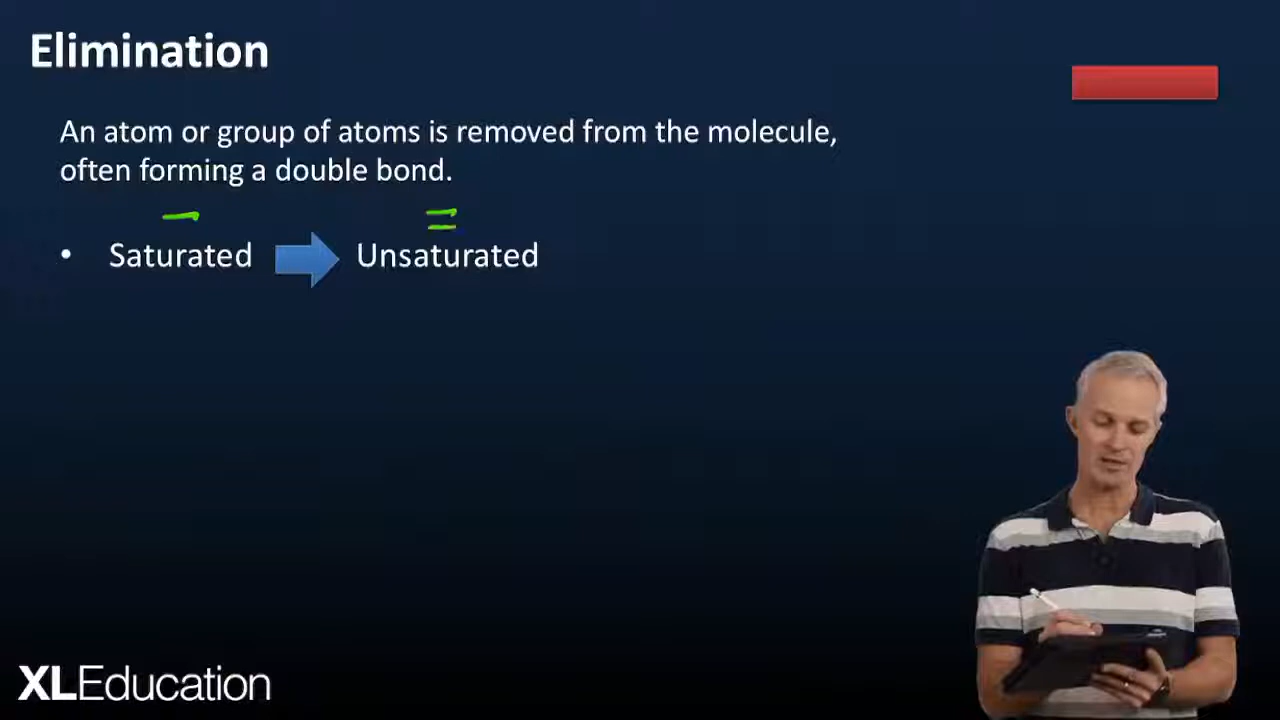 Elimination
An atom or group of atoms is removed from the molecule,
often forming a double bond.
• Saturated Unsaturated
XLEducation